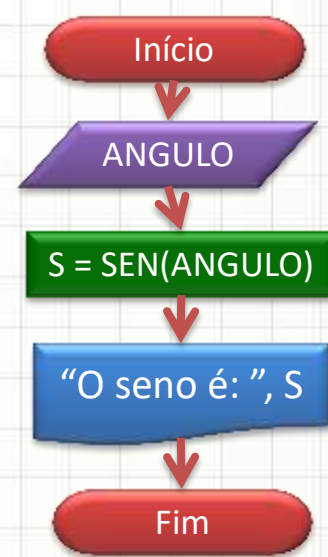 Início
ANGULO
S = SEN(ANGULO)
“O seno é: ”, S
Fim